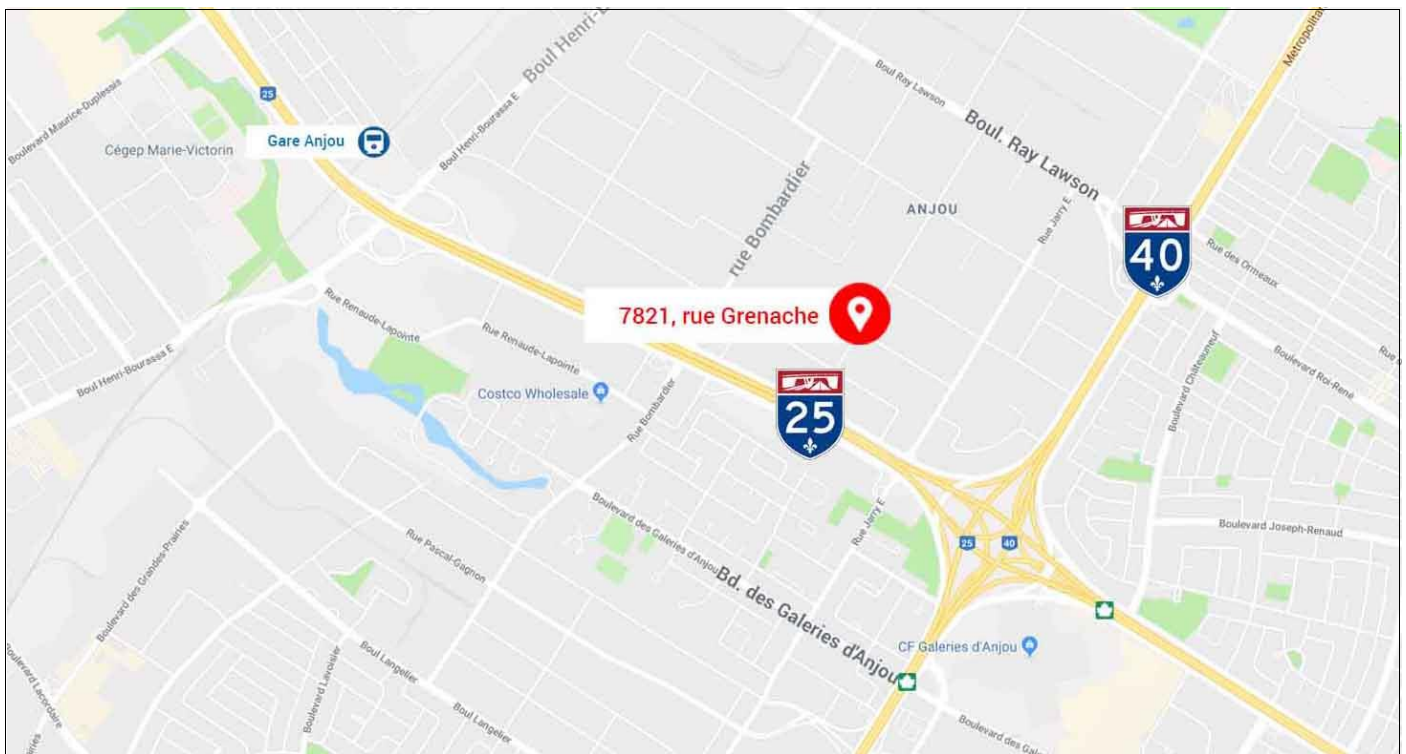 Boul Henri-B
Metropolita
Boul Ray Lawson
Boulevard Maurice-Duplessis
25
Gare Anjou
Cégep Marie-Victorin
Boul Henri-Bourassa E
Boul. Ray Lawson
rue Bombardier
ANJOU
Rue Jarry E
40
Rue des Ormeaux
Rue Renaude-Lapointe
7821, rue Grenache
Rue Renaude-Lapointe
Boul Henri-Bourassa E
Boulevard Roi-René
Boulevard Châteauneuf
Costco Wholesale
25
Rue Bombardier
Boulevard des Galeries d'Anjou
Rue Jarry E
Boulevard Joseph-Renaud
25
40
Rue Pascal-Gagnon
Boulevard des Grandes-Prairies
Bd. des Galeries d'Anjou
CF Galeries d'Anjou
Boul Langelier
Boulevard Lavoisier
Boulevard Lacordaire
Boul Langelier
Boulevard des Gal